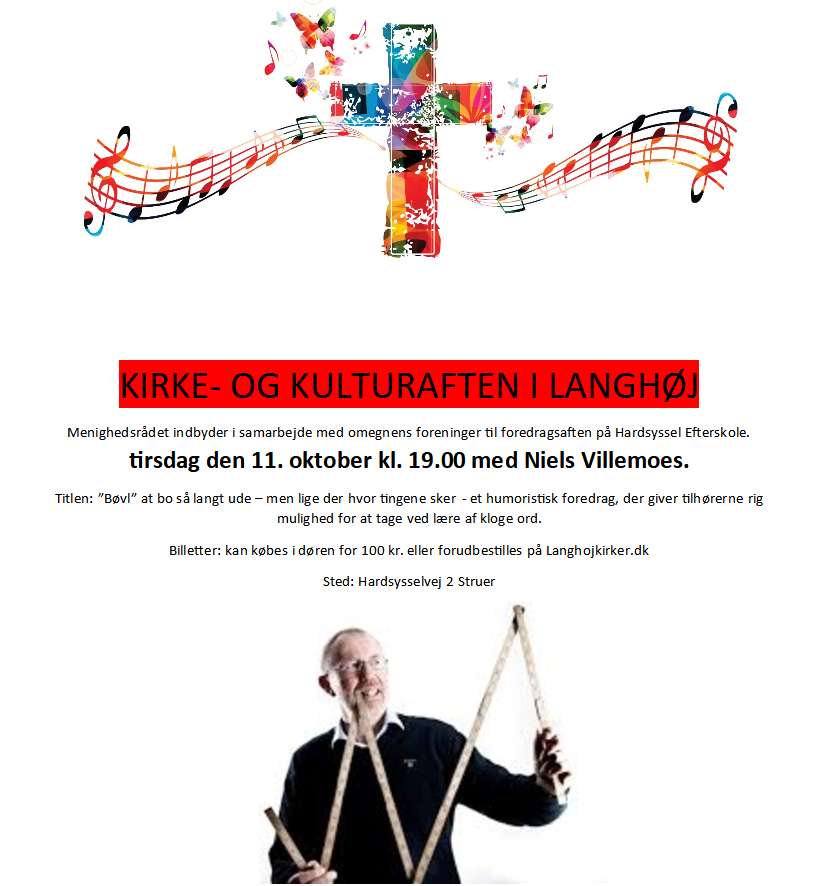 KIRKE- OG KULTURAFTEN I LANGHØJ
Menighedsrådet indbyder i samarbejde med omegnens foreninger til foredragsaften på Hardsyssel Efterskole.
tirsdag den 11. oktober kl. 19.00 med Niels Villemoes.
Titlen: ”Bøvl” at bo så langt ude – men lige der hvor tingene sker - et humoristisk foredrag, der giver tilhørerne rig
mulighed for at tage ved lære af kloge ord.
Billetter: kan købes i døren for 100 kr. eller forudbestilles på Langhojkirker.dk
Sted: Hardsysselvej 2 Struer